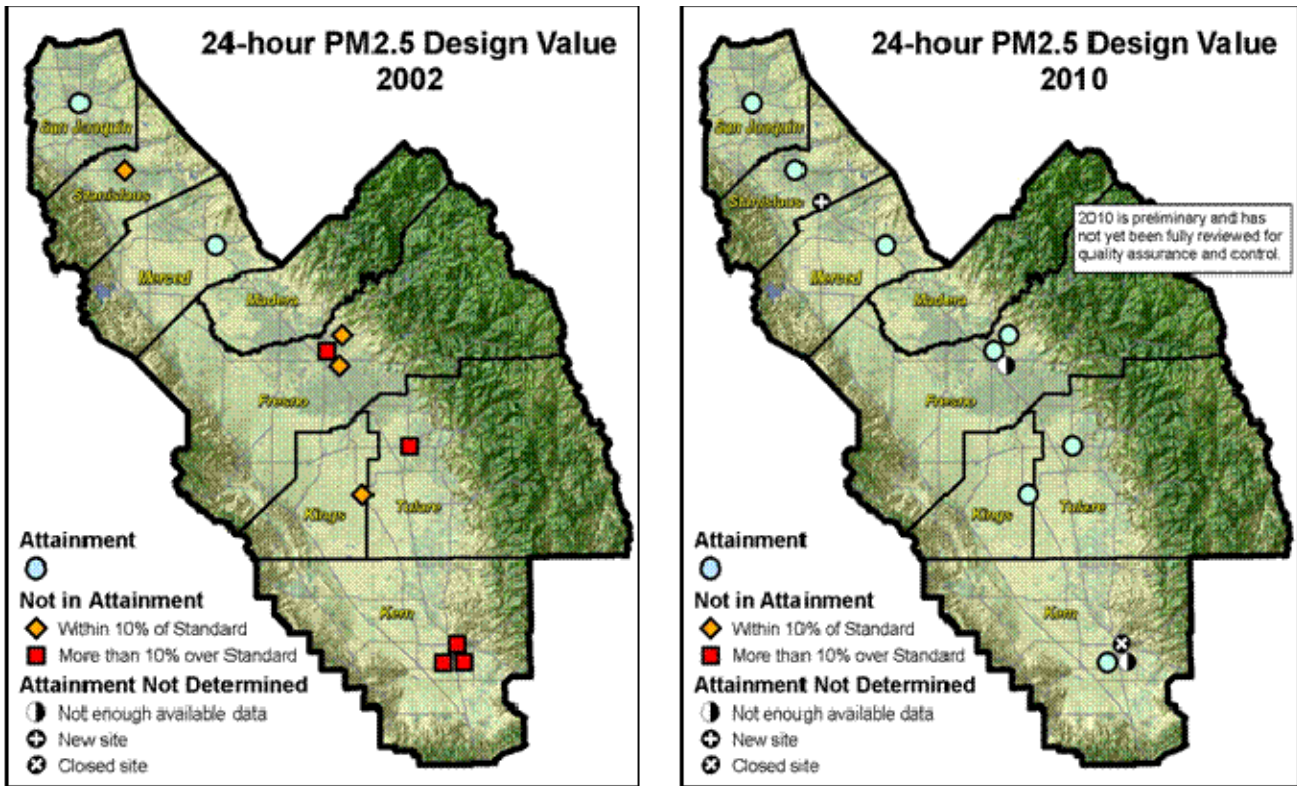 24-hour PM2.5 Design Value
2002
San Joaquin
Stanislaus
Merced
Madera
Fresno
Kings
Tulare
Kern
Attainment
Not in Attainment
Within 10% of Standard
More than 10% over Standard
Attainment Not Determined
Not enough available data
New site
Closed site
24-hour PM2.5 Design Value
2010
San Joaquin
Stanislaus
2010 is preliminary and has
not yet been fully reviewed for
quality assurance and control.
Merced
Madera
Fresno
Kings
Tulare
Kern
Attainment
Not in Attainment
Within 10% of Standard
More than 10% over Standard
Attainment Not Determined
Not enough available data
New site
Closed site